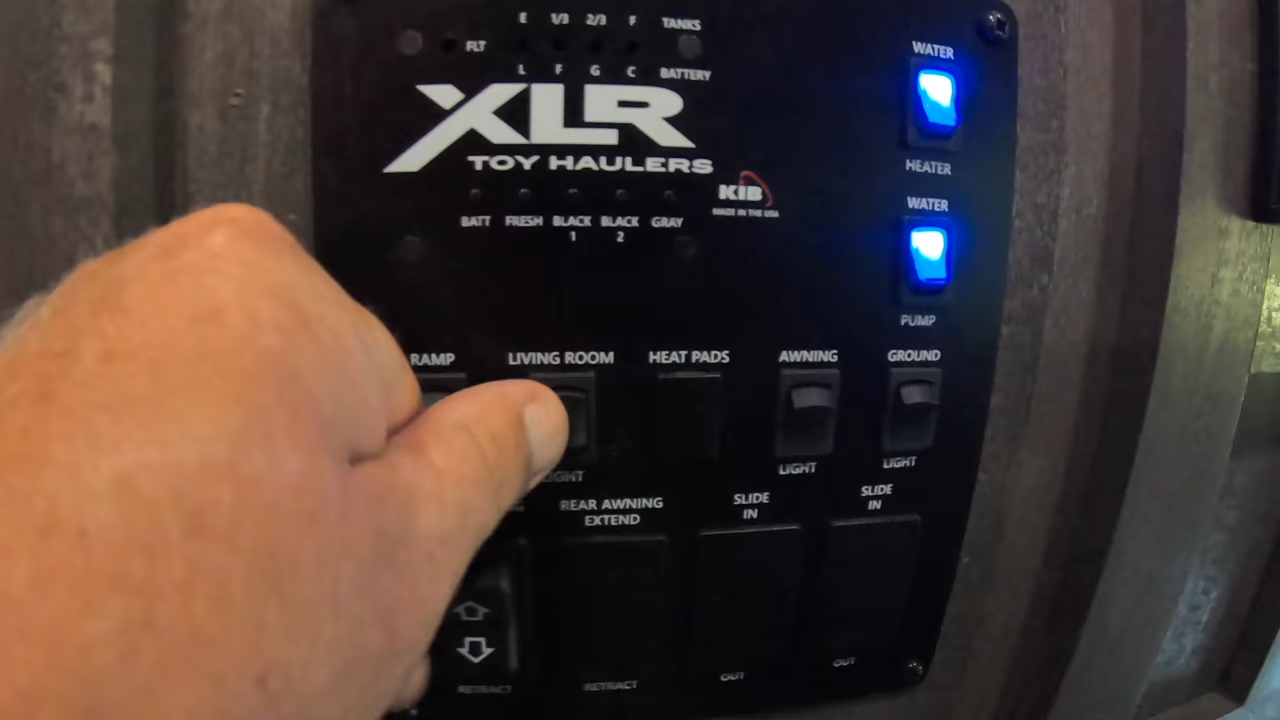 E 1/3 2/3 F TANKS
FLT
L F G C BATTERY
XLR
TOY HAULERS
KIB
MADE IN THE USA
BATT FRESH BLACK 1 BLACK 2 GRAY
WATER
HEATER
WATER
PUMP
RAMP LIVING ROOM HEAT PADS AWNING GROUND
LIGHT LIGHT
REAR AWNING EXTEND
SLIDE IN
SLIDE IN
RETRACT RETRACT OUT OUT